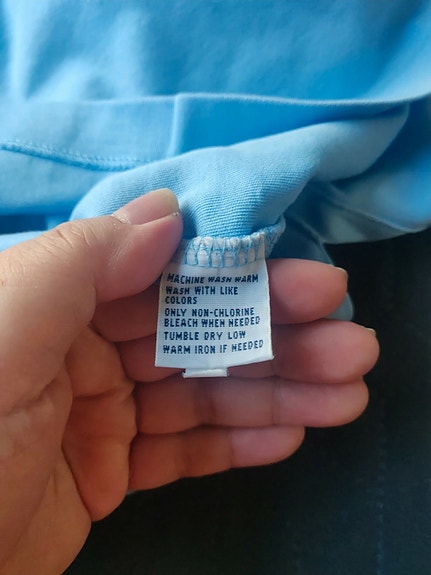 MACHINE WASH WARM
WASH WITH LIKE
COLORS
ONLY NON-CHLORINE
BLEACH WHEN NEEDED
TUMBLE DRY LOW
WARM IRON IF NEEDED